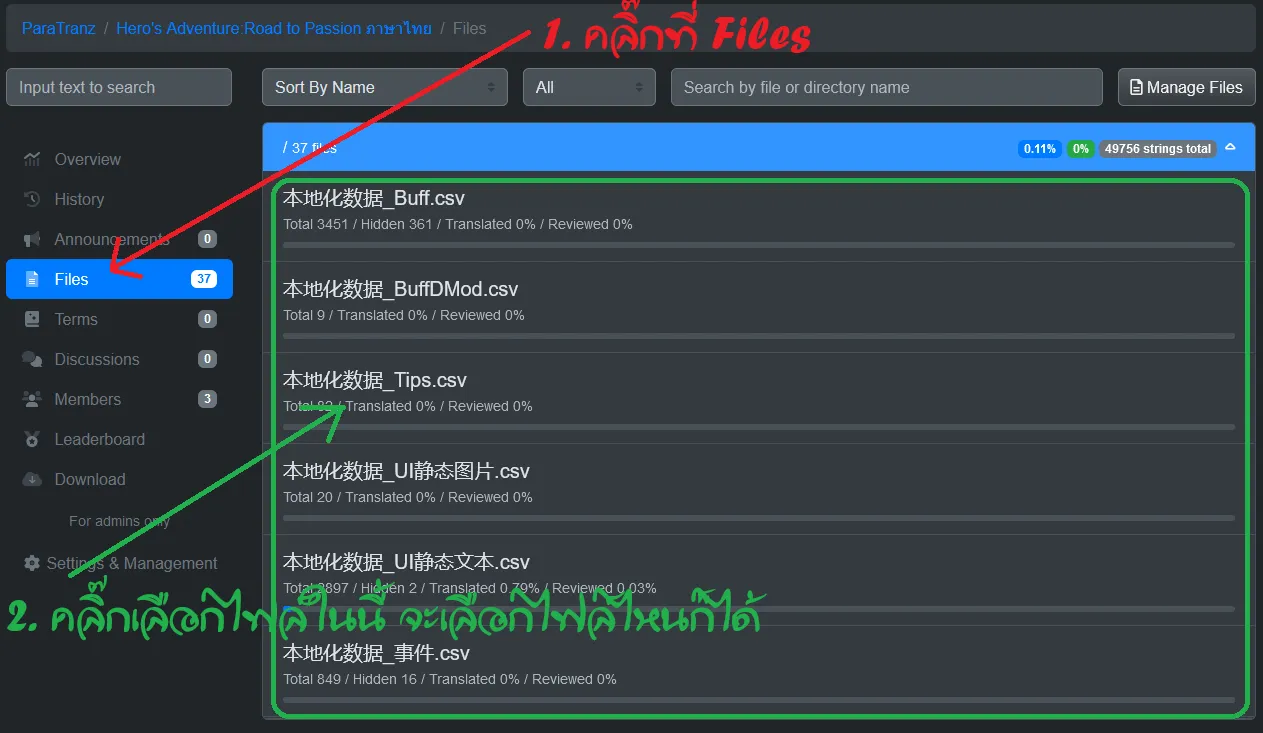 ParaTranz / Hero's Adventure:Road to Passion ภาษาไทย / Files
1. คลิ๊กที่ Files
Input text to search
Sort By Name
All
Search by file or directory name
Manage Files
Overview
History
Announcements 0
Files 37
Terms 0
Discussions 0
Members 3
Leaderboard
Download
For admins only
Settings & Management
/ 37 files 0.11% 0% 49756 strings total
本地化数据_Buff.csv
Total 3451 / Hidden 361 / Translated 0% / Reviewed 0%
本地化数据_BuffDMod.csv
Total 9 / Translated 0% / Reviewed 0%
本地化数据_Tips.csv
Total 82 / Translated 0% / Reviewed 0%
本地化数据_UI静态图片.csv
Total 20 / Translated 0% / Reviewed 0%
本地化数据_UI静态文本.csv
Total 2897 / Hidden 2 / Translated 0.79% / Reviewed 0.03%
2. คลิ๊กเลือกไฟล์ในนี้ จะเลือกไฟล์ไหนก็ได้
本地化数据_事件.csv
Total 849 / Hidden 16 / Translated 0% / Reviewed 0%